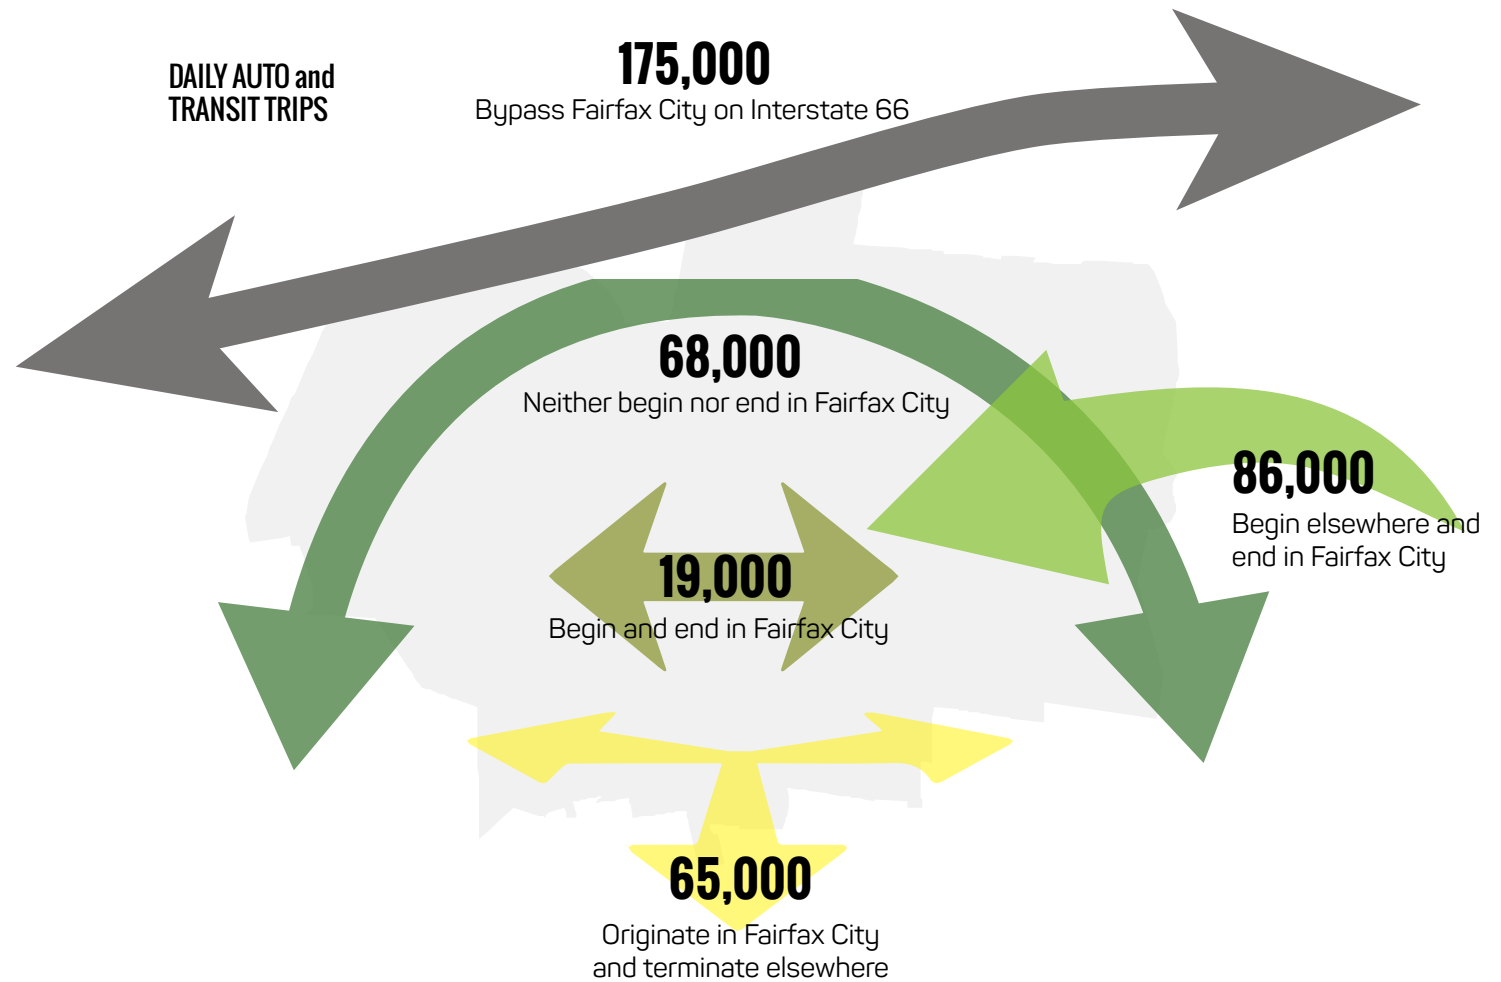 DAILY AUTO and
TRANSIT TRIPS
175,000
Bypass Fairfax City on Interstate 66
68,000
Neither begin nor end in Fairfax City
86,000
Begin elsewhere and
end in Fairfax City
19,000
Begin and end in Fairfax City
65,000
Originate in Fairfax City
and terminate elsewhere